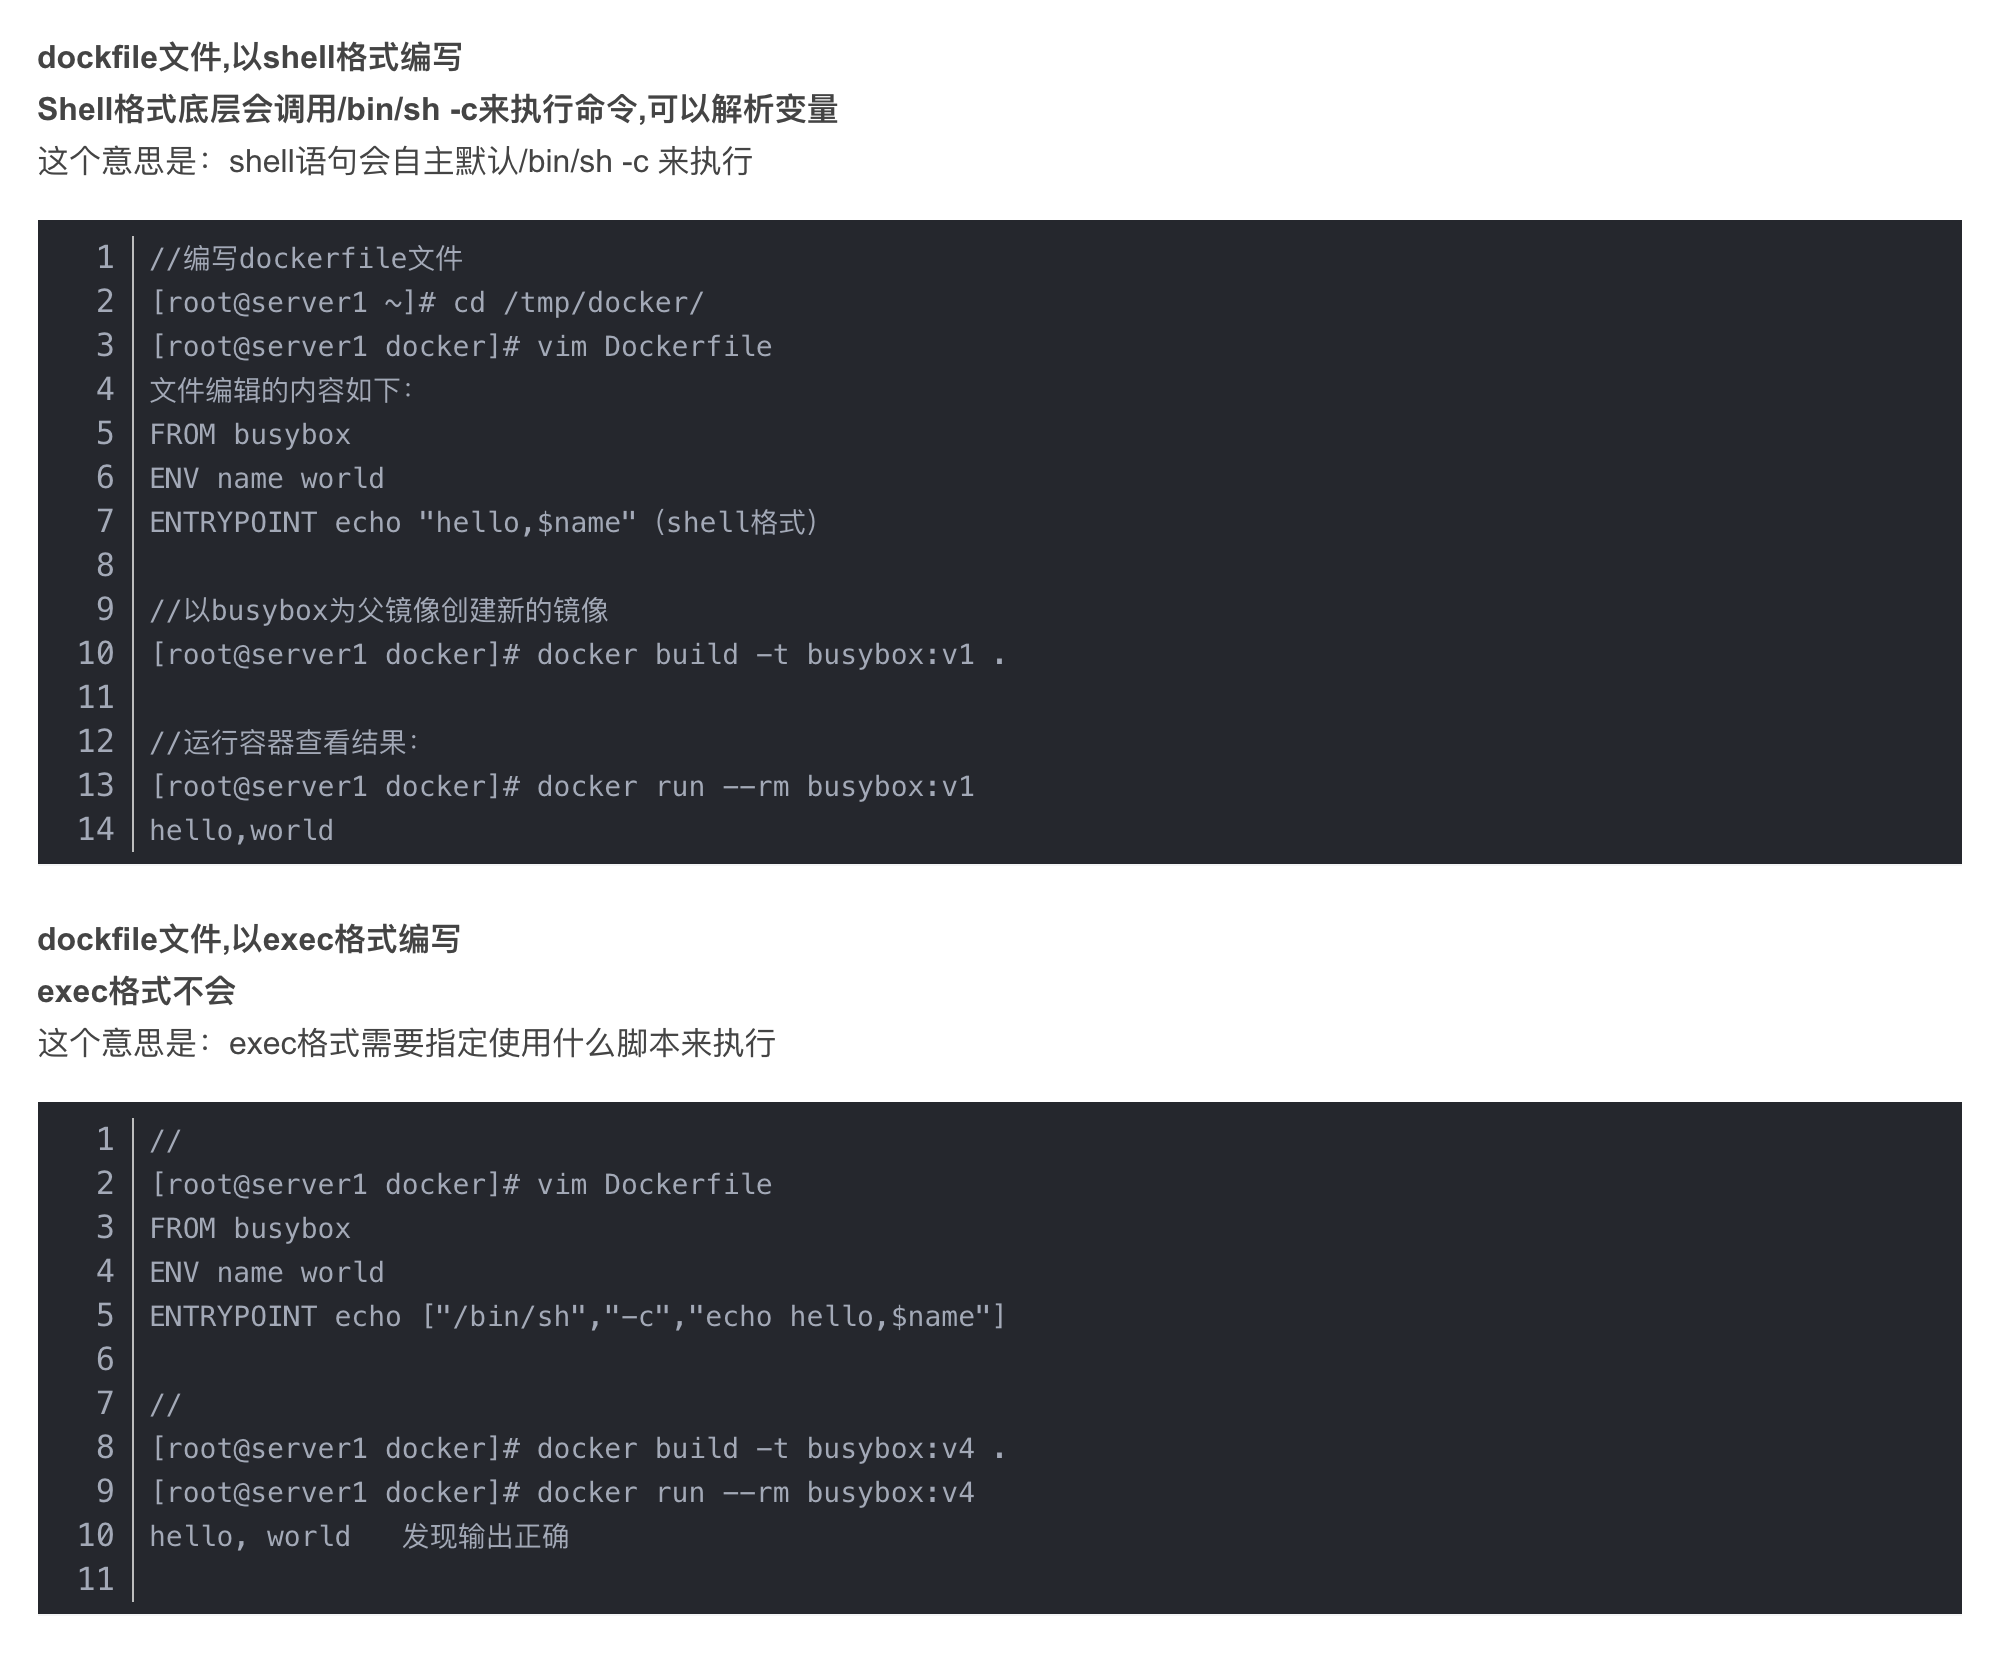 dockfile文件,以shell格式编写
Shell格式底层会调用/bin/sh -c来执行命令,可以解析变量
这个意思是：shell语句会自主默认/bin/sh -c 来执行
1 //编写dockerfile文件
2 [root@server1 ~]# cd /tmp/docker/
3 [root@server1 docker]# vim Dockerfile
4 文件编辑的内容如下：
5 FROM busybox
6 ENV name world
7 ENTRYPOINT echo "hello,$name"（shell格式）
8
9 //以busybox为父镜像创建新的镜像
10 [root@server1 docker]# docker build -t busybox:v1 .
11
12 //运行容器查看结果：
13 [root@server1 docker]# docker run --rm busybox:v1
14 hello,world
dockfile文件,以exec格式编写
exec格式不会
这个意思是：exec格式需要指定使用什么脚本来执行
1 //
2 [root@server1 docker]# vim Dockerfile
3 FROM busybox
4 ENV name world
5 ENTRYPOINT echo ["/bin/sh","-c","echo hello,$name"]
6
7 //
8 [root@server1 docker]# docker build -t busybox:v4 .
9 [root@server1 docker]# docker run --rm busybox:v4
10 hello, world   发现输出正确
11